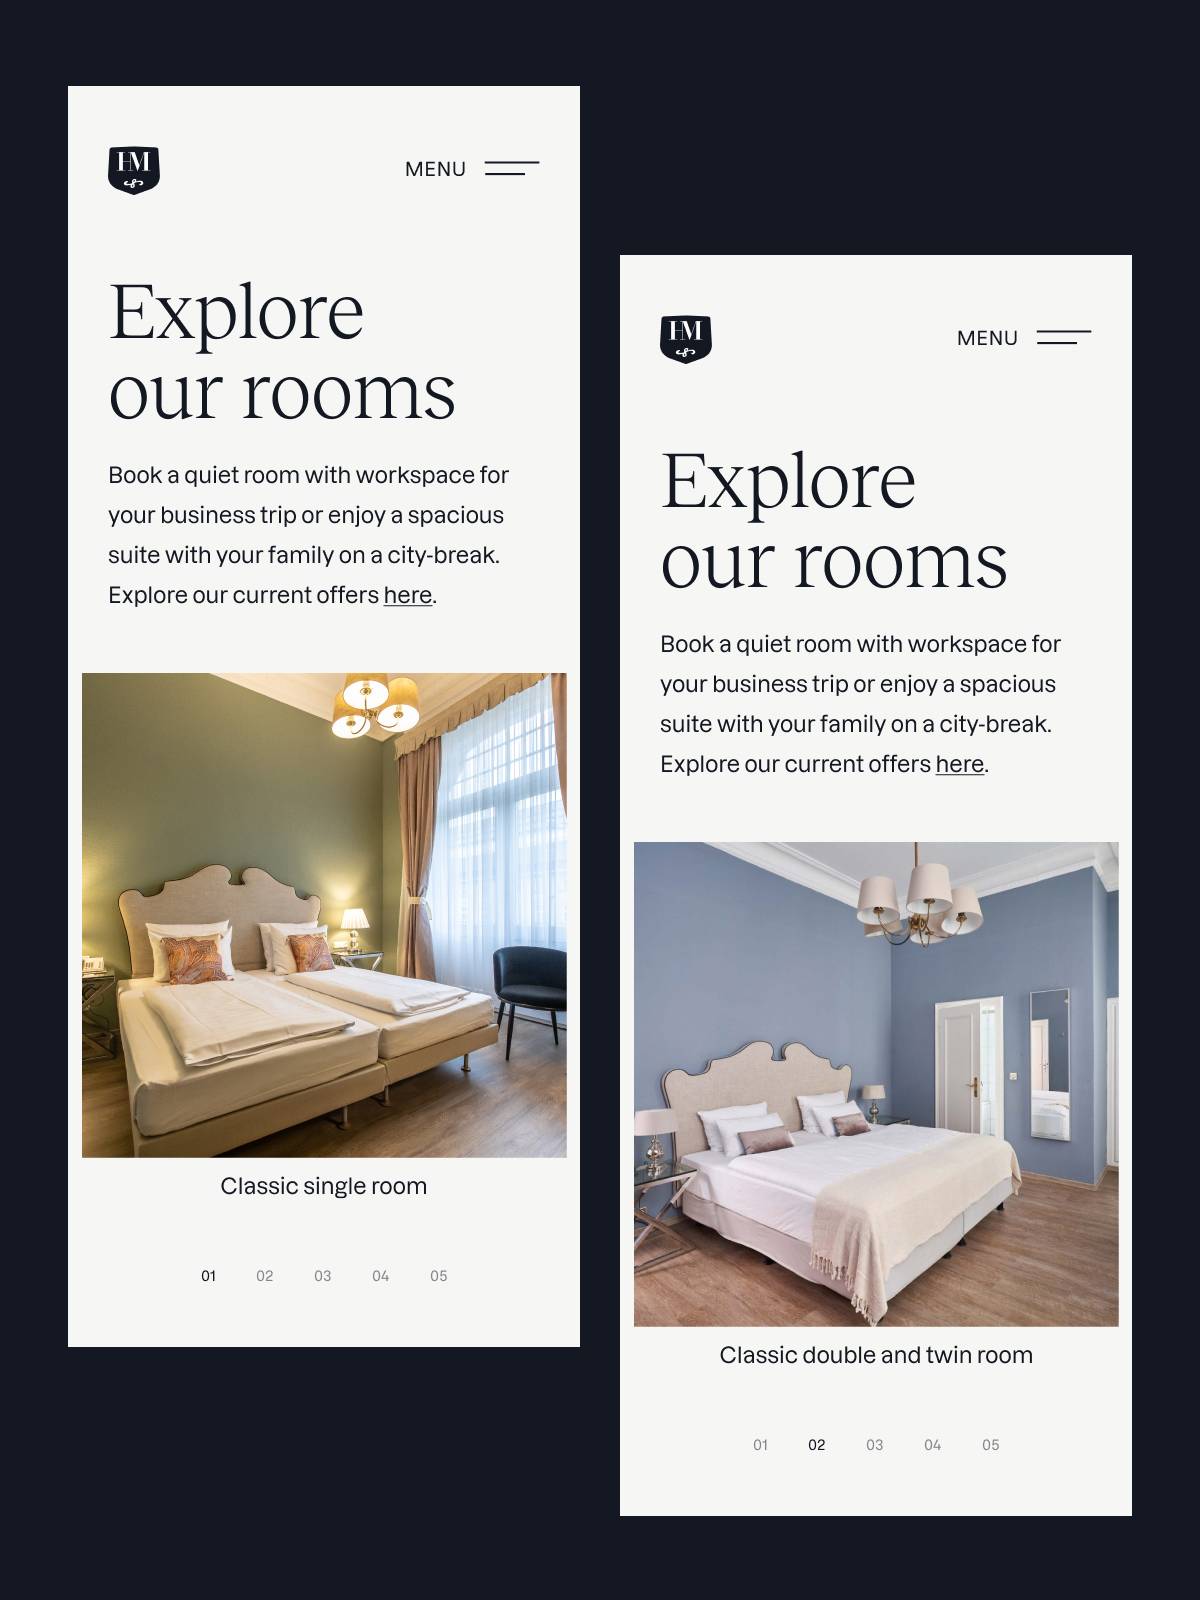 HM
MENU
Explore
our rooms
Book a quiet room with workspace for
your business trip or enjoy a spacious
suite with your family on a city-break.
Explore our current offers here.
Classic single room
01 02 03 04 05
HM
MENU
Explore
our rooms
Book a quiet room with workspace for
your business trip or enjoy a spacious
suite with your family on a city-break.
Explore our current offers here.
Classic double and twin room
01 02 03 04 05